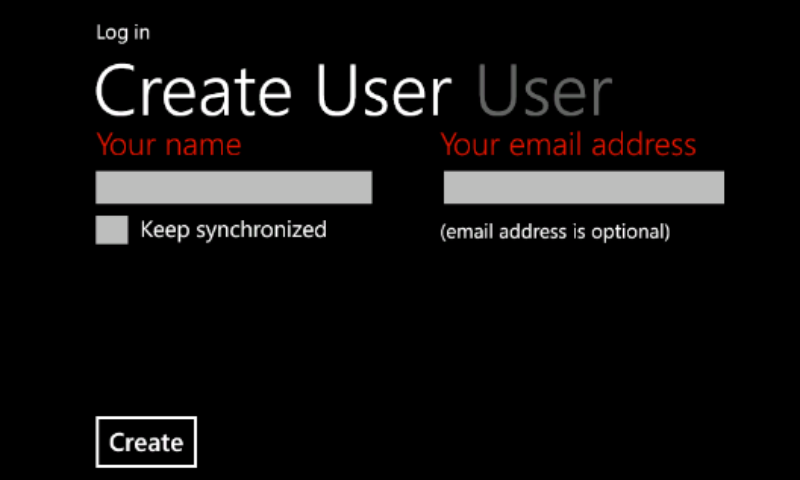 Log in
Create User User
Your name
Your email address
Keep synchronized
(email address is optional)
Create